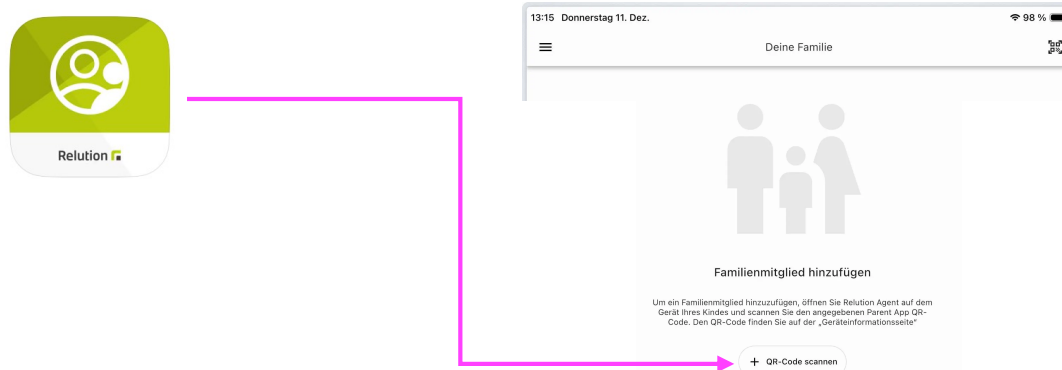 13:15 Donnerstag 11. Dez.
98 %
Deine Familie
Relution
Familienmitglied hinzufügen
Um ein Familienmitglied hinzuzufügen, öffnen Sie Relution Agent auf dem
Gerät Ihres Kindes und scannen Sie den angegebenen Parent App QR-
Code. Den QR-Code finden Sie auf der „Geräteinformationsseite"
+ QR-Code scannen